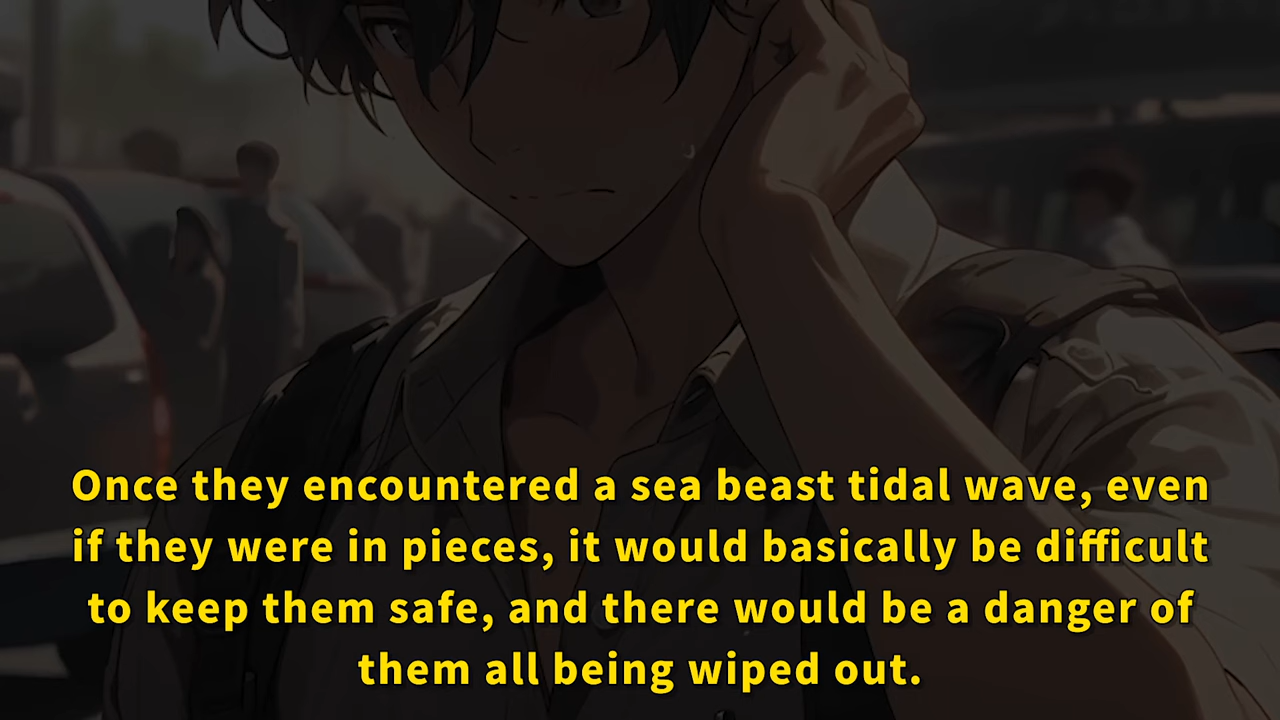 Once they encountered a sea beast tidal wave, even
if they were in pieces, it would basically be difficult
to keep them safe, and there would be a danger of
them all being wiped out.